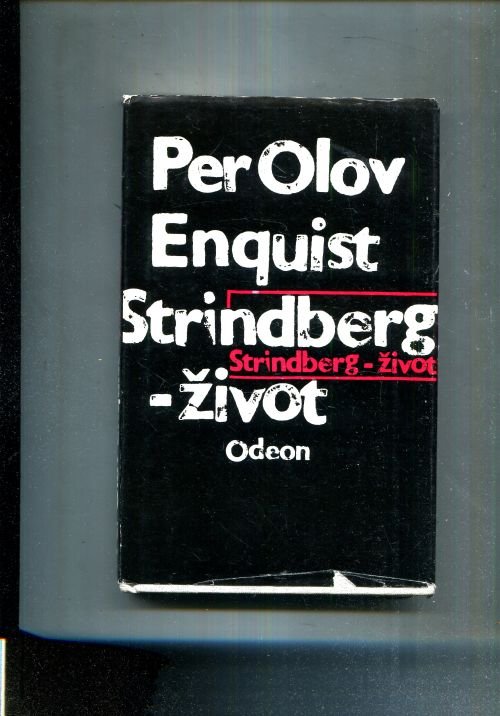 Per Olov
Enquist
Strindberg
Strindberg - život
- život
Odeon